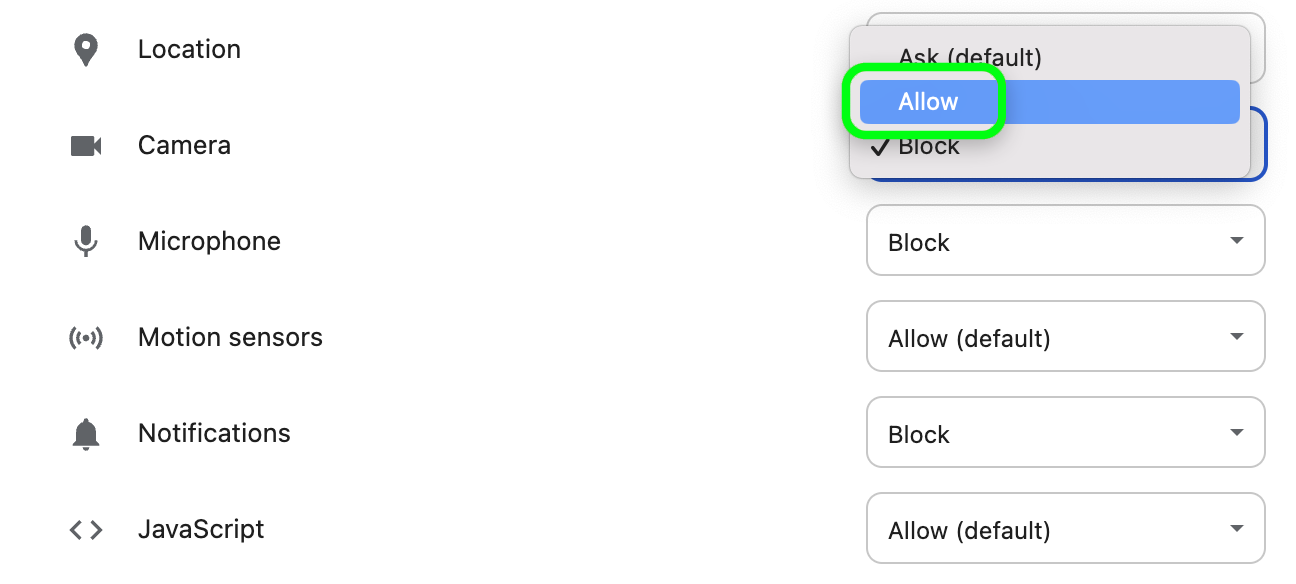 Location
Ask (default)
Allow
Camera
Block
Microphone
Block
Motion sensors
Allow (default)
Notifications
Block
JavaScript
Allow (default)